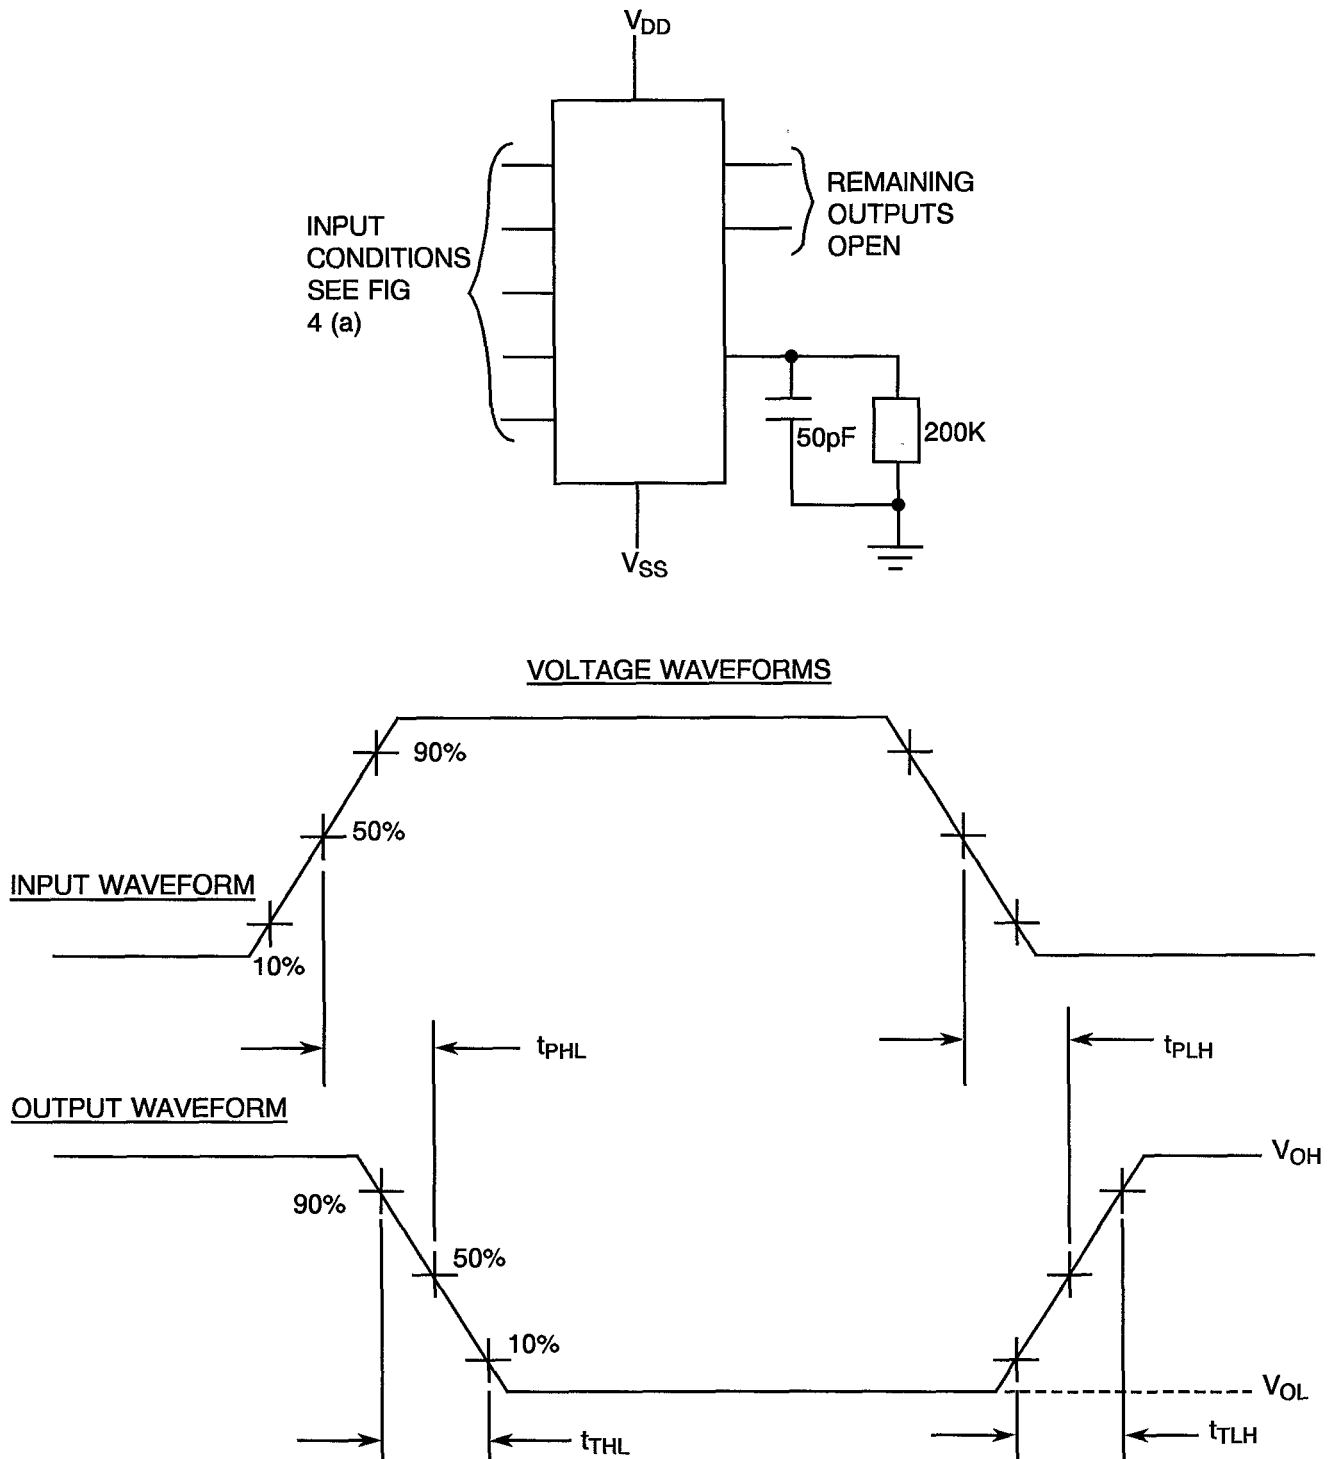 VDD
REMAINING
OUTPUTS
OPEN
INPUT
CONDITIONS
SEE FIG
4 (a)
50pF
200K
VSS
VOLTAGE WAVEFORMS
90%
50%
INPUT WAVEFORM
10%
tPHL
tPLH
OUTPUT WAVEFORM
VOH
90%
50%
10%
VOL
tTHL
tTLH